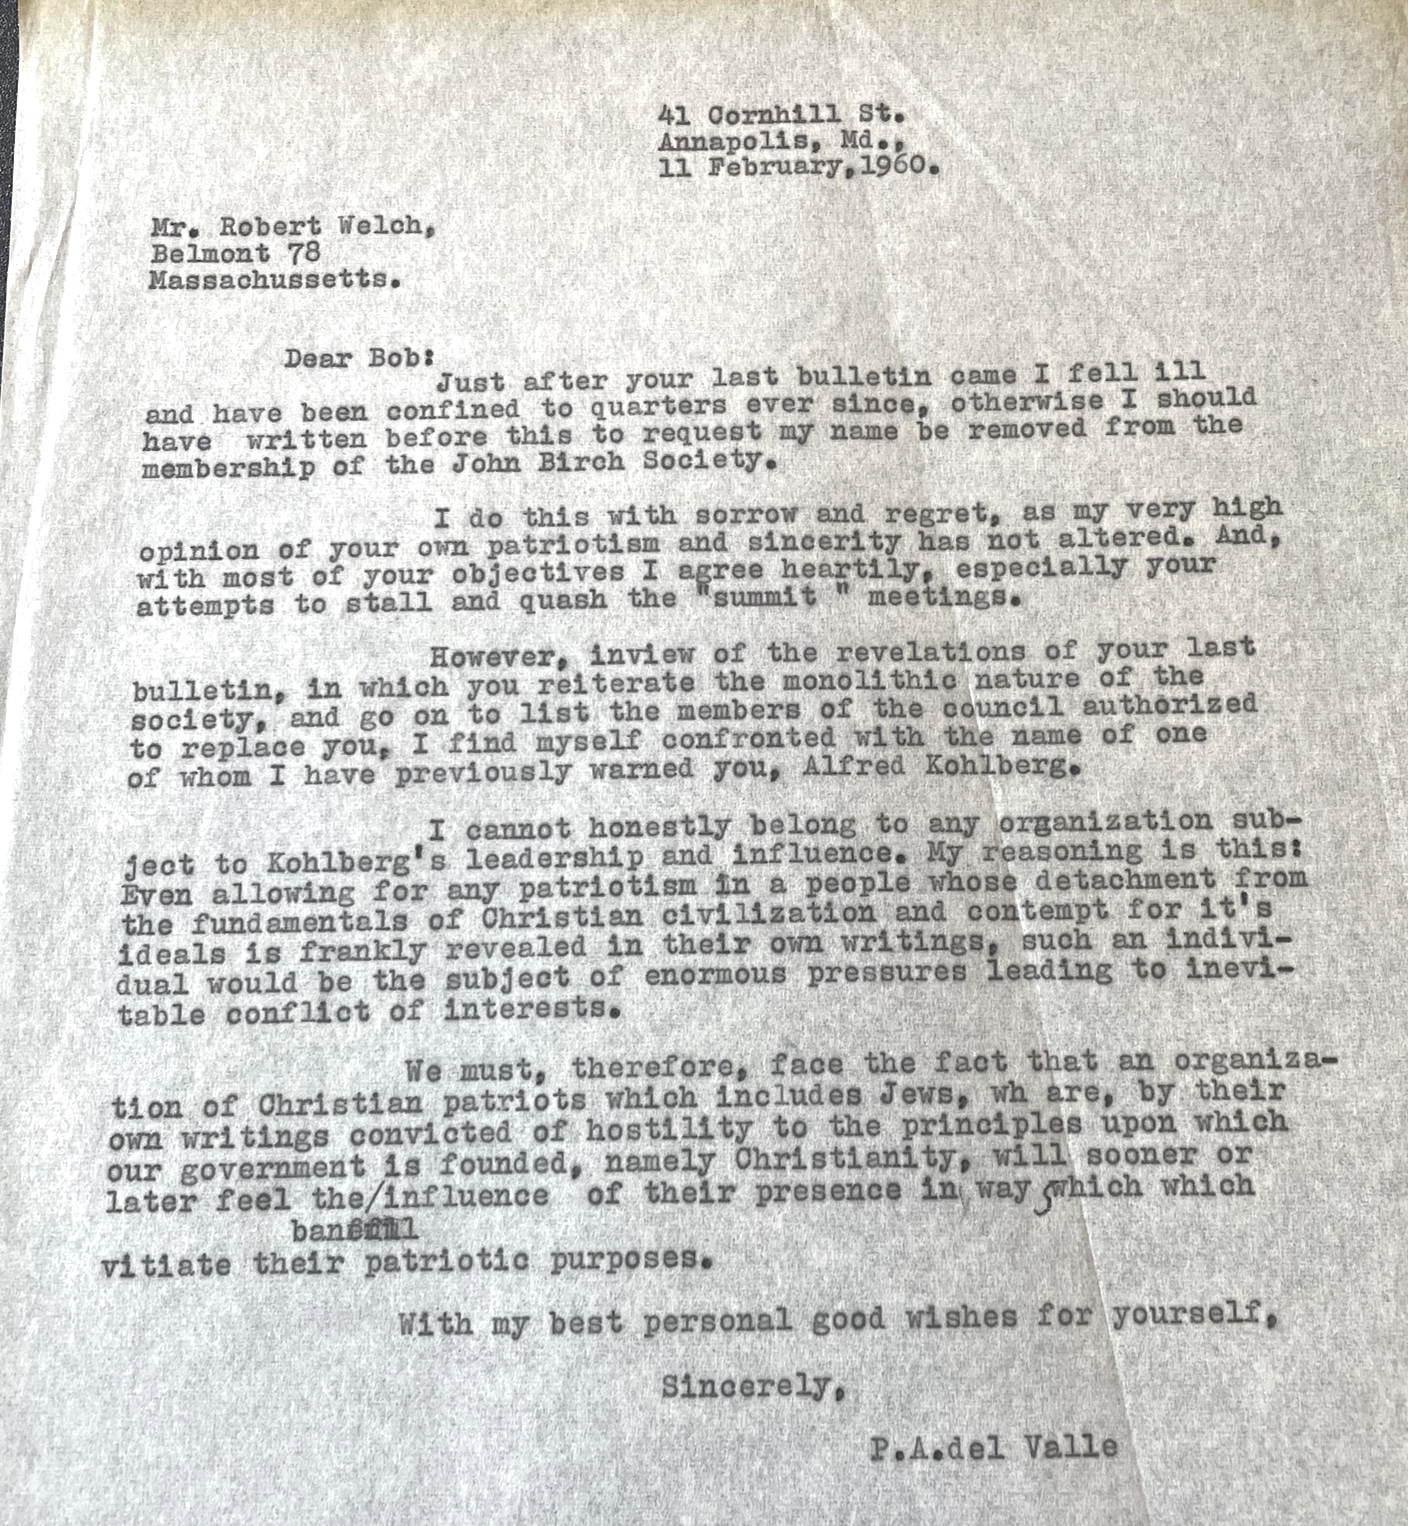 41 Cornhill St.
Annapolis, Md.,
11 February,1960.
Mr. Robert Welch,
Belmont 78
Massachussetts.
Dear Bob:
Just after your last bulletin came I fell ill
and have been confined to quarters ever since, otherwise I should
have written before this to request my name be removed from the
membership of the John Birch Society.
I do this with sorrow and regret, as my very high
opinion of your own patriotism and sincerity has not altered. And,
with most of your objectives I agree heartily, especially your
attempts to stall and quash the "summit " meetings.
However, inview of the revelations of your last
bulletin, in which you reiterate the monolithic nature of the
society, and go on to list the members of the council authorized
to replace you, I find myself confronted with the name of one
of whom I have previously warned you, Alfred Kohlberg.
I cannot honestly belong to any organization sub-
ject to Kohlberg's leadership and influence. My reasoning is this:
Even allowing for any patriotism in a people whose detachment from
the fundamentals of Christian civilization and contempt for it's
ideals is frankly revealed in their own writings, such an indivi-
dual would be the subject of enormous pressures leading to inevi-
table conflict of interests.
We must, therefore, face the fact that an organiza-
tion of Christian patriots which includes Jews, wh are, by their
own writings convicted of hostility to the principles upon which
our government is founded, namely Christianity, will sooner or
later feel the/influence of their presence in way which which
vitiate their patriotic purposes.
With my best personal good wishes for yourself,
Sincerely,
P.A.del Valle